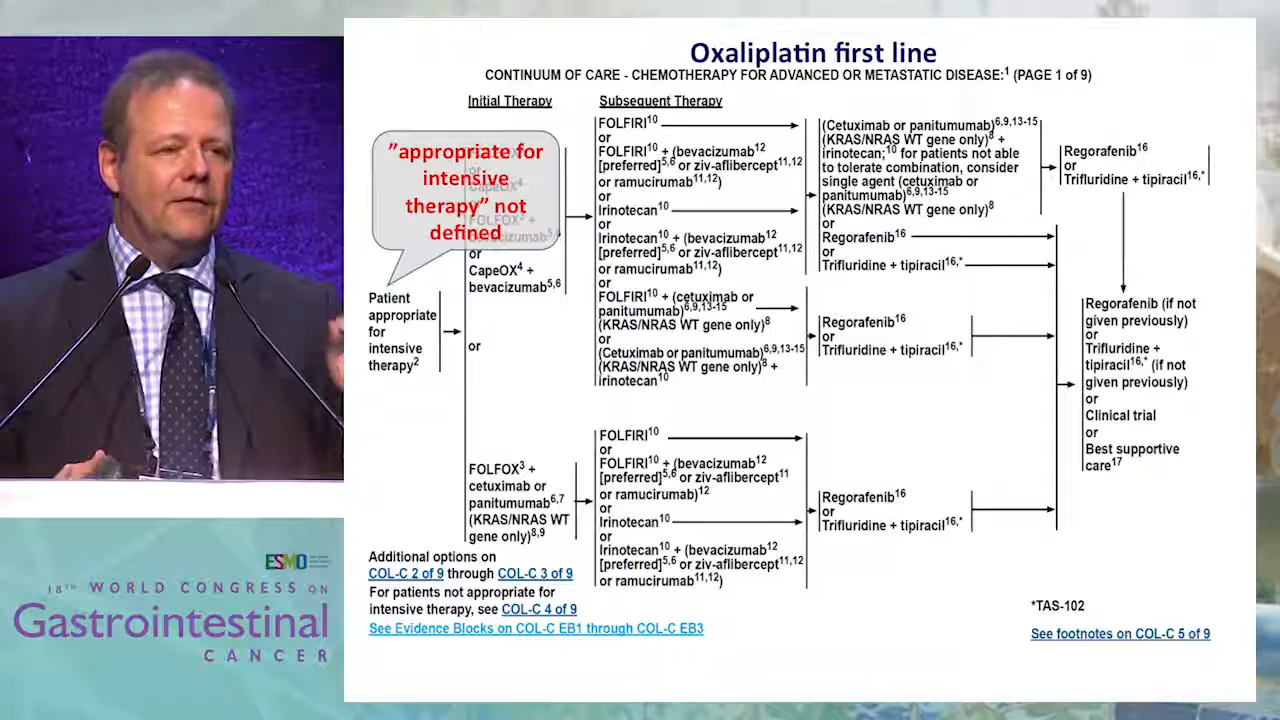 Oxaliplatin first line
CONTINUUM OF CARE - CHEMOTHERAPY FOR ADVANCED OR METASTATIC DISEASE:1 (PAGE 1 of 9)
Initial Therapy
Subsequent Therapy
"appropriate for
intensive
therapy" not
defined
Patient
appropriate
for
intensive
therapy2
CapeOX4
FOLFOX3 +
bevacizumab5,6
or
CapeOX4 +
bevacizumab5,6
or
FOLFOX3 +
cetuximab or
panitumumab6,7
(KRAS/NRAS WT
gene only)8,9
FOLFIRI10
or
FOLFIRI10 + (bevacizumab12
[preferred]5,6 or ziv-aflibercept11,12
or ramucirumab11,12)
or
Irinotecan10
or
Irinotecan10 + (bevacizumab12
[preferred]5,6 or ziv-aflibercept11,12
or ramucirumab11,12)
or
FOLFIRI10 + (cetuximab or
panitumumab)6,9,13-15
(KRAS/NRAS WT gene only)8
or
(Cetuximab or panitumumab)6,9,13-15
(KRAS/NRAS WT gene only)8 +
irinotecan10
FOLFIRI10
or
FOLFIRI10 + (bevacizumab12
[preferred]5,6 or ziv-aflibercept11
or ramucirumab)12
or
Irinotecan10
or
Irinotecan10 + (bevacizumab12
[preferred]5,6 or ziv-aflibercept11,12
or ramucirumab11,12)
(Cetuximab or panitumumab)6,9,13-15
(KRAS/NRAS WT gene only)8 +
irinotecan;10 for patients not able
to tolerate combination, consider
single agent (cetuximab or
panitumumab)6,9,13-15
(KRAS/NRAS WT gene only)8
or
Regorafenib16
or
Trifluridine + tipiracil16,*
Regorafenib16
or
Trifluridine + tipiracil16,*
Regorafenib16
or
Trifluridine + tipiracil16,*
Regorafenib16
or
Trifluridine + tipiracil16,*
Regorafenib (if not
given previously)
or
Trifluridine +
tipiracil16,* (if not
given previously)
or
Clinical trial
or
Best supportive
care17
Additional options on
COL-C 2 of 9 through COL-C 3 of 9
For patients not appropriate for
intensive therapy, see COL-C 4 of 9
See Evidence Blocks on COL-C EB1 through COL-C EB3
*TAS-102
See footnotes on COL-C 5 of 9
ESMO
18TH WORLD CONGRESS ON
Gastrointestinal
CANCER